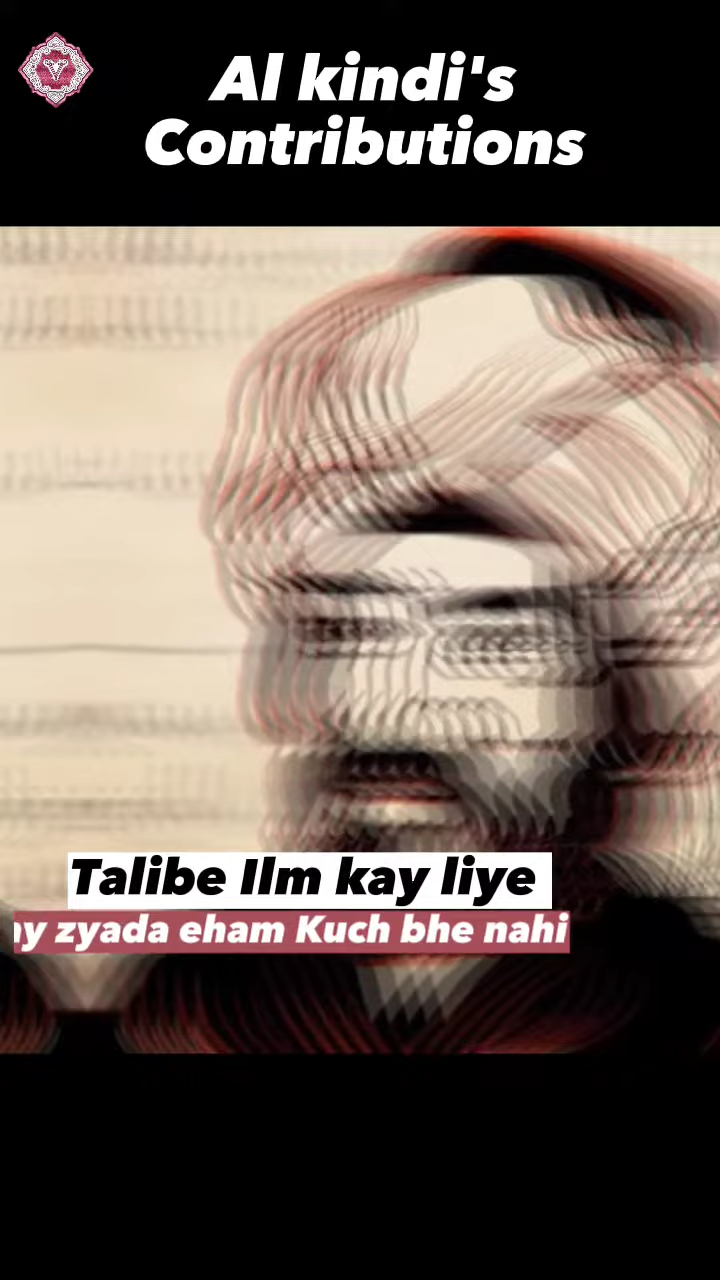 Al kindi's
Contributions
Talibe Ilm kay liye
zyada eham Kuch bhe nahi